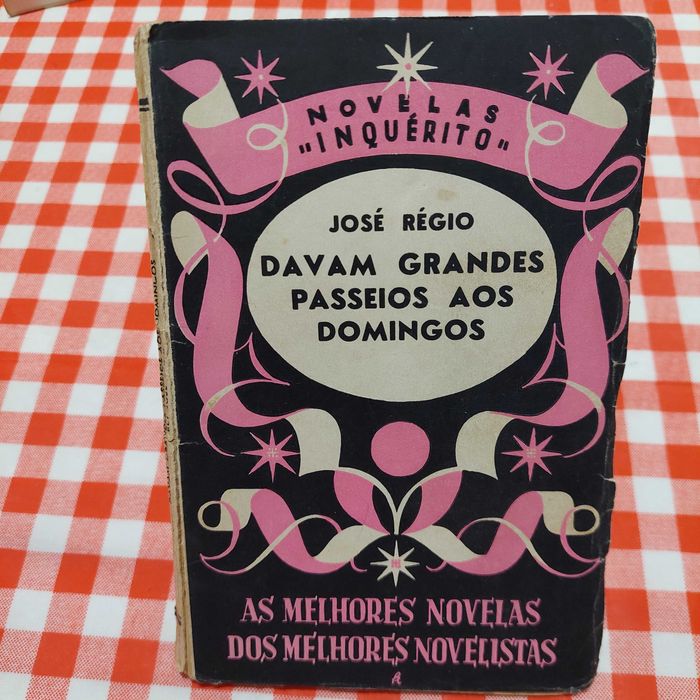 NOVELAS
"INQUÉRITO"
JOSÉ RÉGIO
DAVAM GRANDES
PASSEIOS AOS
DOMINGOS
AS MELHORES NOVELAS
DOS MELHORES NOVELISTAS